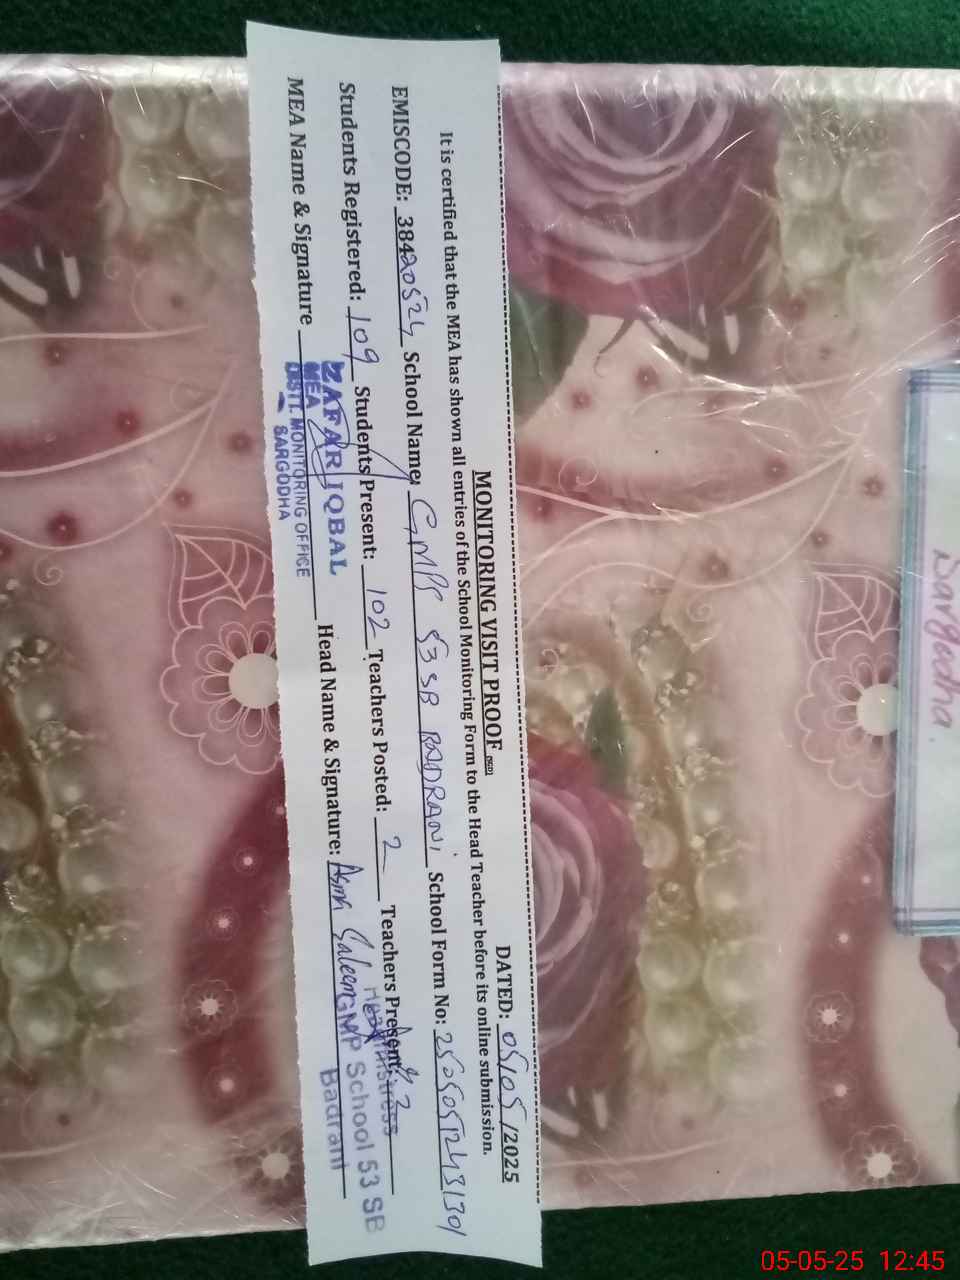 MONITORING VISIT PROOF
DATED: 05/05/2025
It is certified that the MEA has shown all entries of the School Monitoring Form to the Head Teacher before its online submission.
EMISCODE: 38420524 School Name: GMPS 53 SB BADRANI School Form No: 25050512431301
Students Registered: 109 Students Present: 102 Teachers Posted: 2 Teachers Present: 2
MEA Name & Signature Head Name & Signature: Asma Saleem
ZAFAR IQBAL
MEA
DISTT. MONITORING OFFICE
SARGODHA
Headmistress
GMP School 53 SB
Badrani
Sargodha.
05-05-25 12:45